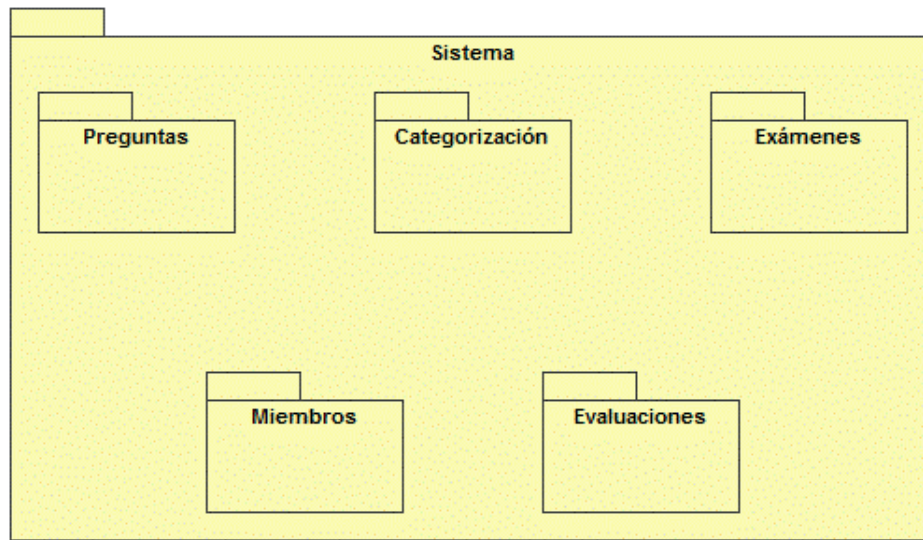 Sistema
Preguntas
Categorización
Exámenes
Miembros
Evaluaciones